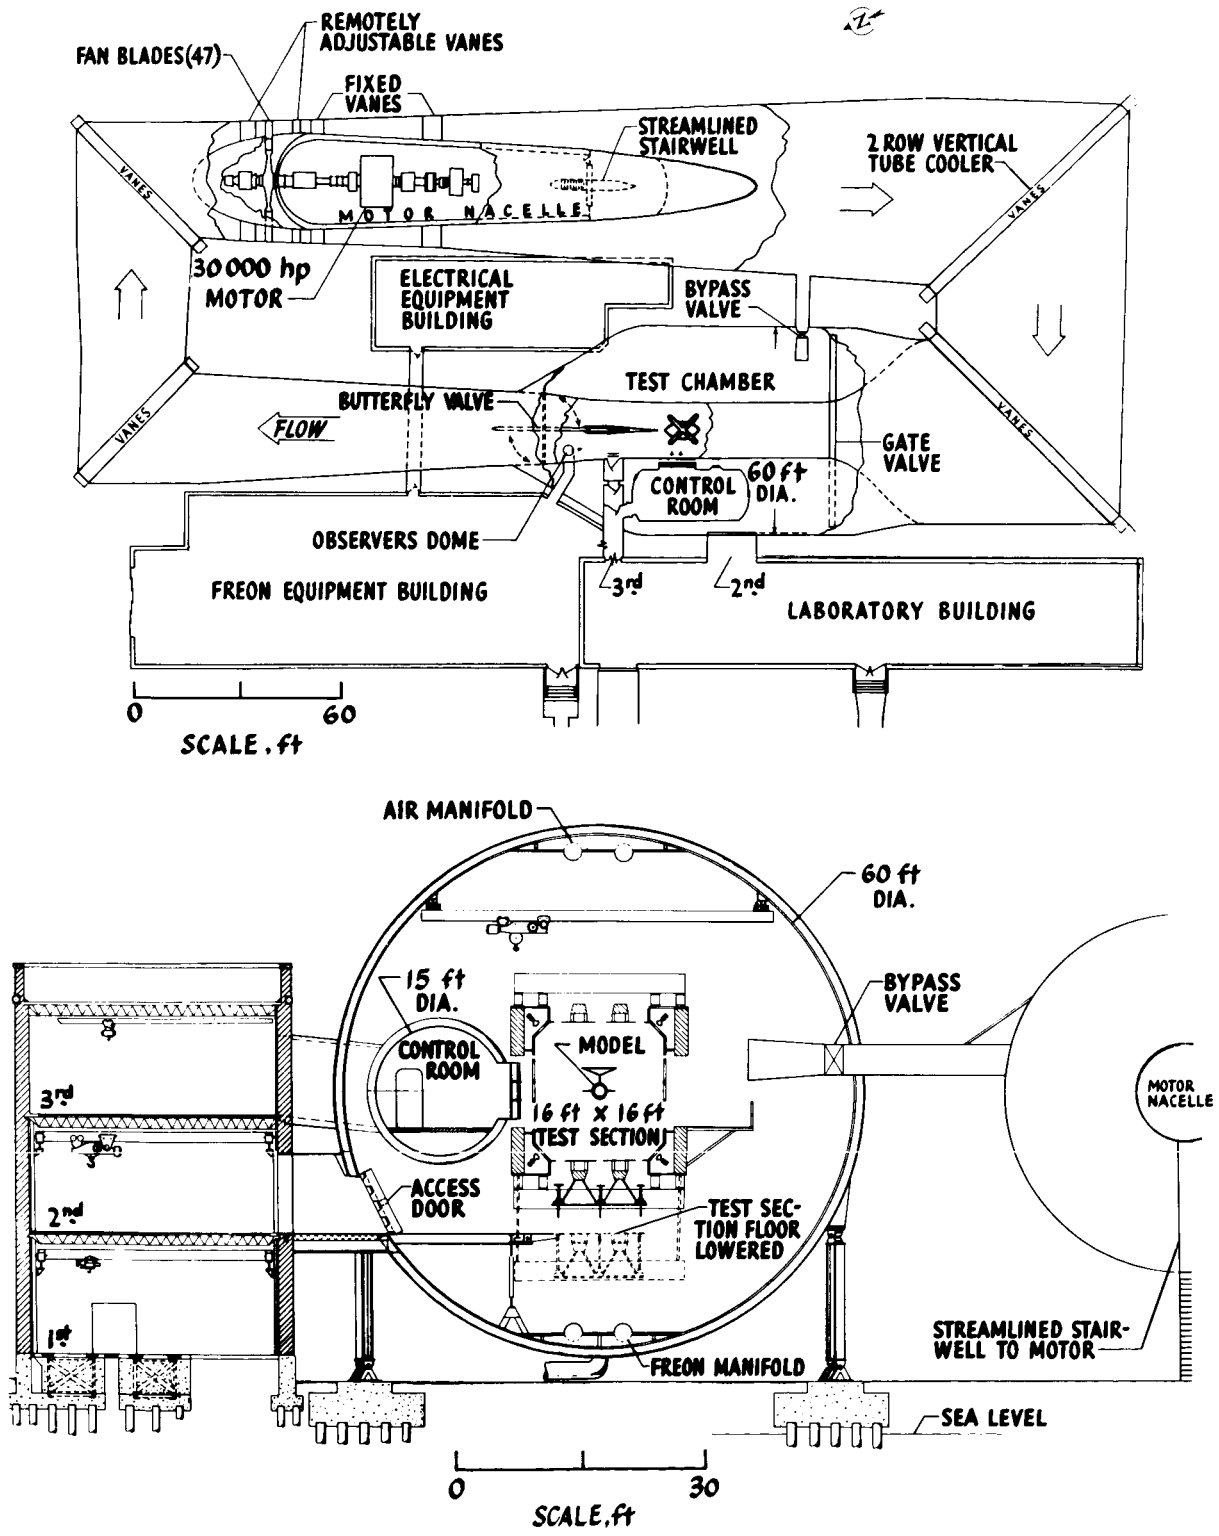 N
REMOTELY
ADJUSTABLE VANES
FAN BLADES(47)
FIXED
VANES
STREAMLINED
STAIRWELL
2 ROW VERTICAL
TUBE COOLER
VANES
VANES
MOTOR NACELLE
30000 hp
MOTOR
ELECTRICAL
EQUIPMENT
BUILDING
BYPASS
VALVE
TEST CHAMBER
BUTTERFLY VALVE
FLOW
VANES
VANES
GATE
VALVE
CONTROL
ROOM
60 ft
DIA.
OBSERVERS DOME
3rd
2nd
FREON EQUIPMENT BUILDING
LABORATORY BUILDING
0 60
SCALE, ft
AIR MANIFOLD
60 ft
DIA.
15 ft
DIA.
BYPASS
VALVE
CONTROL
ROOM
MODEL
MOTOR
NACELLE
3rd
16 ft x 16 ft
TEST SECTION
ACCESS
DOOR
2nd
TEST SEC-
TION FLOOR
LOWERED
1st
STREAMLINED STAIR-
WELL TO MOTOR
FREON MANIFOLD
SEA LEVEL
0 30
SCALE, ft